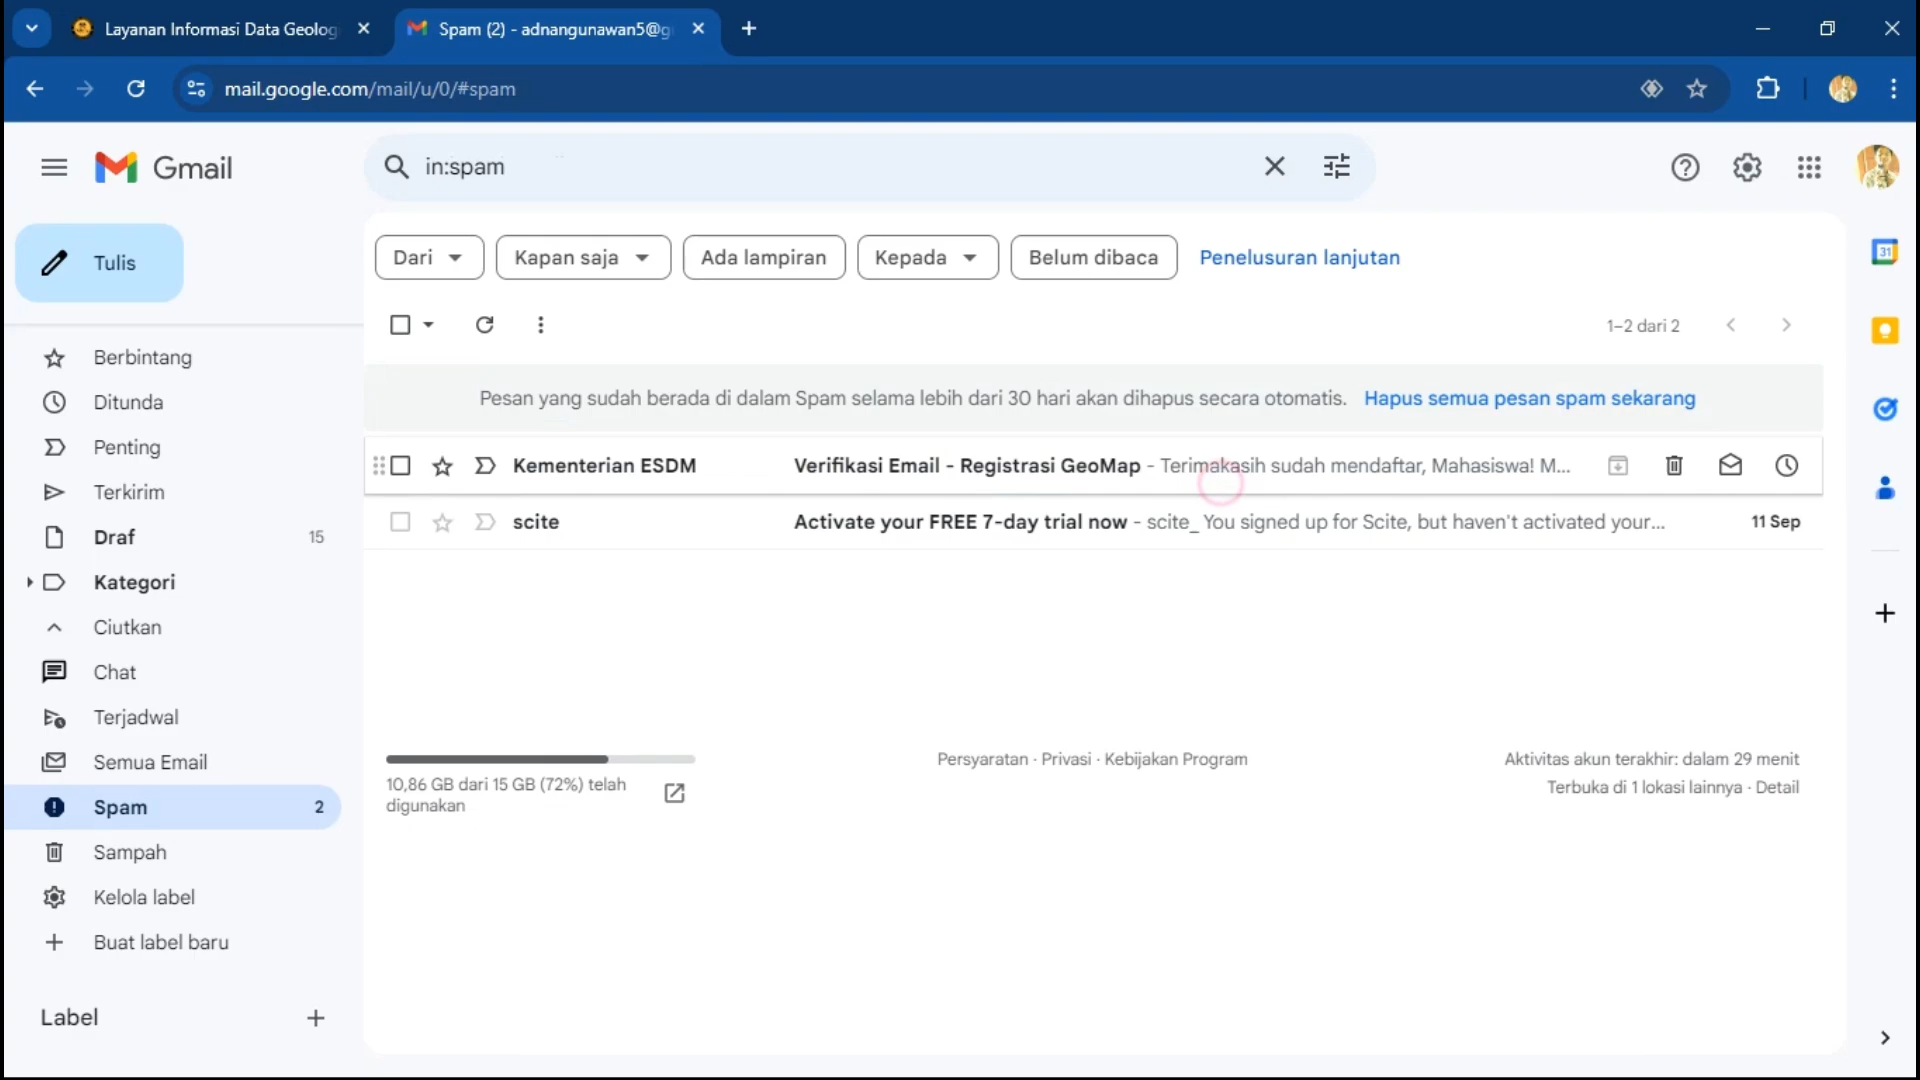 Layanan Informasi Data Geolog
Spam (2) - adnangunawan5@g
mail.google.com/mail/u/0/#spam
Gmail
in:spam
Tulis
Dari
Kapan saja
Ada lampiran
Kepada
Belum dibaca
Penelusuran lanjutan
1–2 dari 2
Pesan yang sudah berada di dalam Spam selama lebih dari 30 hari akan dihapus secara otomatis. Hapus semua pesan spam sekarang
Kementerian ESDM Verifikasi Email - Registrasi GeoMap - Terimakasih sudah mendaftar, Mahasiswa! M...
scite Activate your FREE 7-day trial now - scite_ You signed up for Scite, but haven't activated your... 11 Sep
Berbintang
Ditunda
Penting
Terkirim
Draf 15
Kategori
Ciutkan
Chat
Terjadwal
Semua Email
Spam 2
Sampah
Kelola label
Buat label baru
Label
10,86 GB dari 15 GB (72%) telah
digunakan
Persyaratan · Privasi · Kebijakan Program
Aktivitas akun terakhir: dalam 29 menit
Terbuka di 1 lokasi lainnya · Detail
31